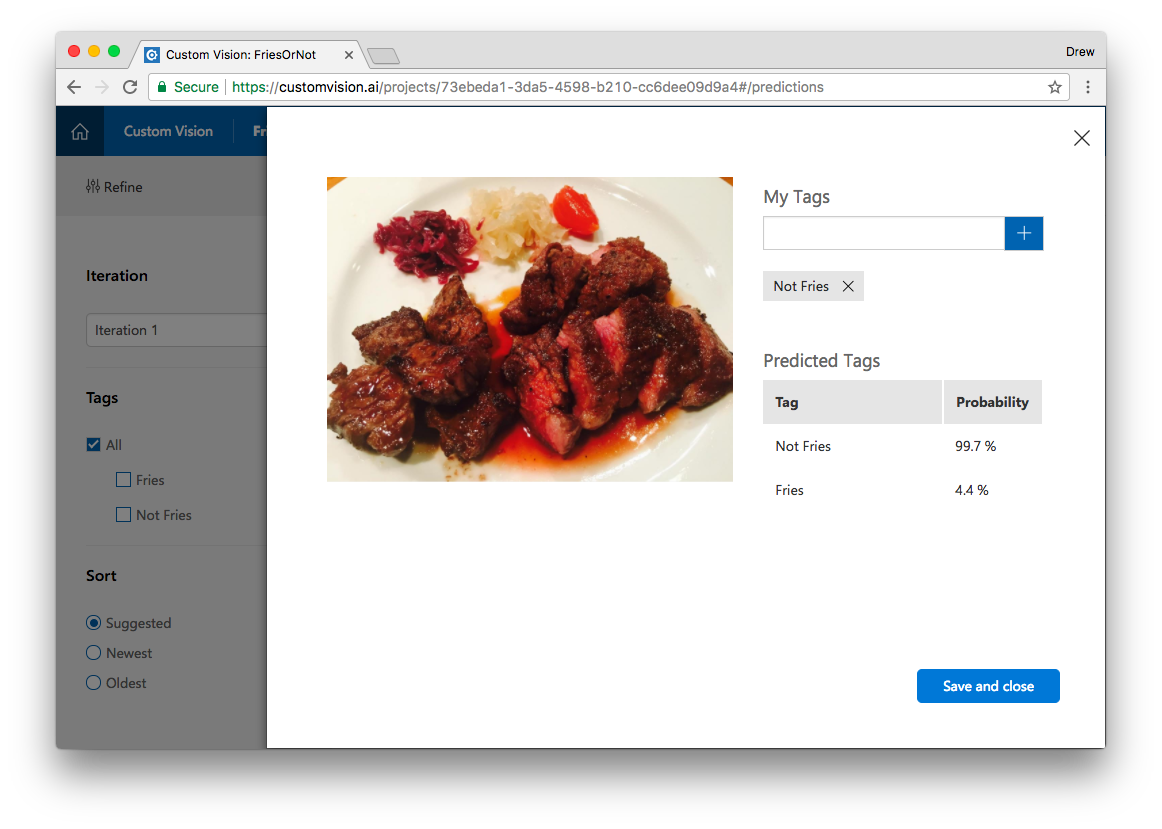 Custom Vision: FriesOrNot
Drew
Secure https://customvision.ai/projects/73ebeda1-3da5-4598-b210-cc6dee09d9a4#/predictions
Custom Vision
Fri
Refine
Iteration
Iteration 1
Tags
All
Fries
Not Fries
Sort
Suggested
Newest
Oldest
My Tags
Not Fries
Predicted Tags
Tag Probability
Not Fries 99.7 %
Fries 4.4 %
Save and close